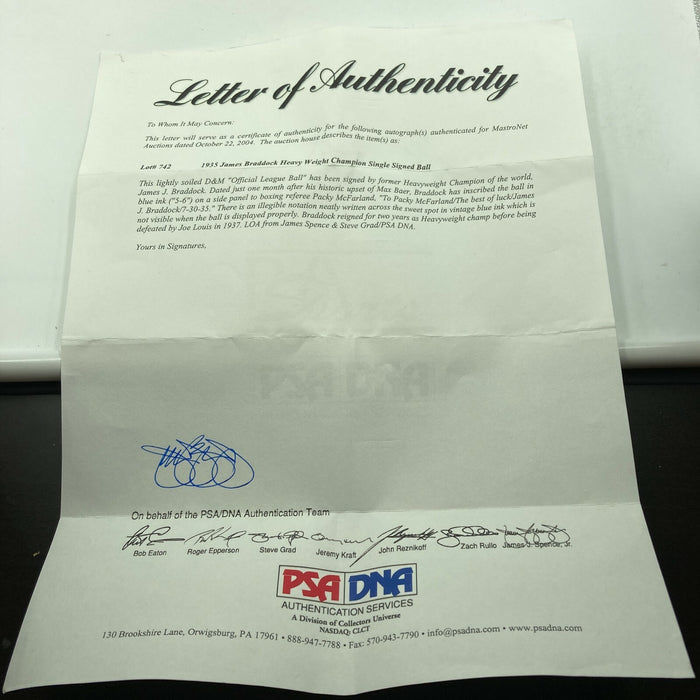 Letter of Authenticity
To Whom It May Concern:
This letter will serve as a certificate of authenticity for the following autograph(s) authenticated for MastroNet
Auctions dated October 22, 2004. The auction house describes the item(s) as:
Lot# 742 1935 James Braddock Heavy Weight Champion Single Signed Ball
This lightly soiled D&M "Official League Ball" has been signed by former Heavyweight Champion of the world,
James J. Braddock. Dated just one month after his historic upset of Max Baer, Braddock has inscribed the ball in
blue ink ("5-6") on a side panel to boxing referee Packy McFarland, "To Packy McFarland/The best of luck/James
J. Braddock/7-30-35." There is an illegible notation neatly written across the sweet spot in vintage blue ink which is
not visible when the ball is displayed properly. Braddock reigned for two years as Heavyweight champ before being
defeated by Joe Louis in 1937. LOA from James Spence & Steve Grad/PSA DNA.
Yours in Signatures,
On behalf of the PSA/DNA Authentication Team
Bob Eaton Roger Epperson Steve Grad Jeremy Kraft John Reznikoff Zach Rullo James J. Spence, Jr.
PSA DNA
AUTHENTICATION SERVICES
A Division of Collectors Universe
NASDAQ: CLCT
130 Brookshire Lane, Orwigsburg, PA 17961 • 888-947-7788 • Fax: 570-943-7790 • info@psadna.com • www.psadna.com